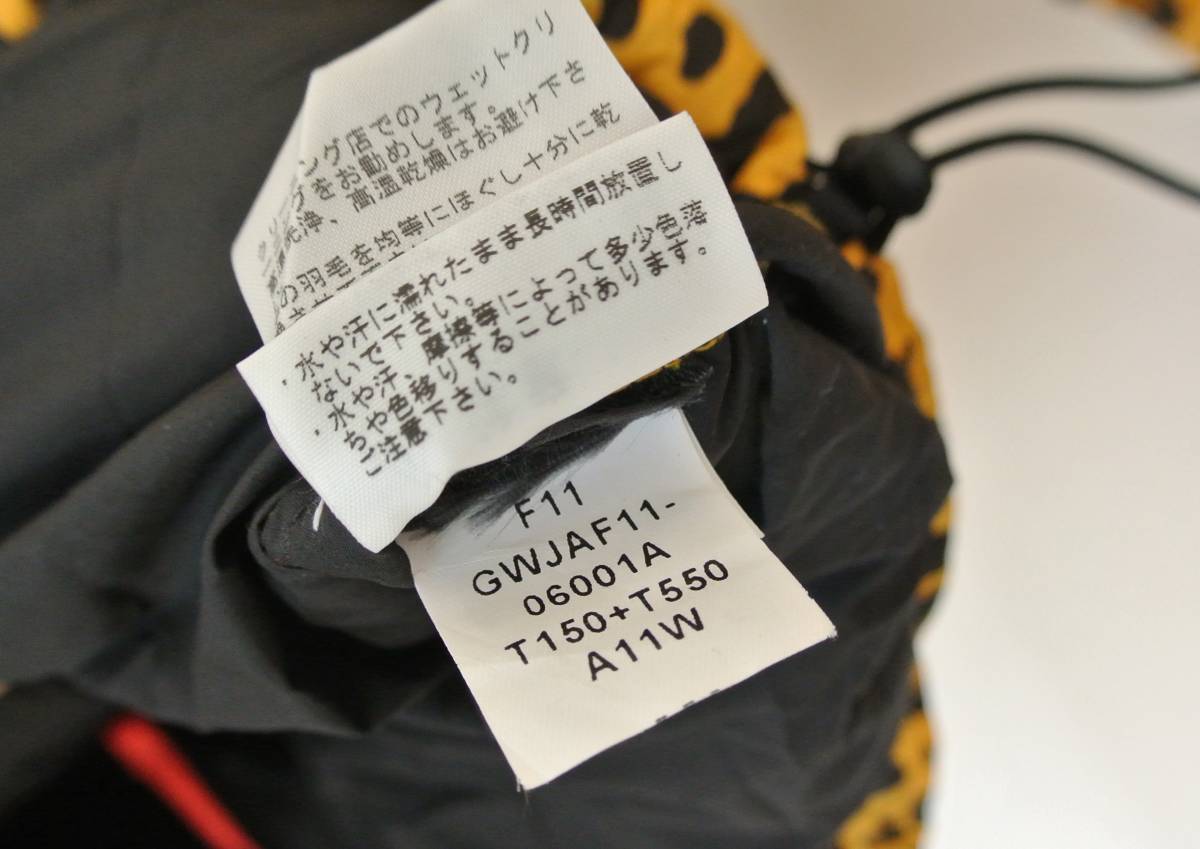 ング店でのウェットクリ
グをお勧めします。
洗浄、高温乾燥はお避け下さ
の羽毛を均等にほぐし十分に乾
・水や汗に濡れたまま長時間放置し
ないで下さい。
・水や汗、摩擦等によって多少色落
ちや色移りすることがあります。
ご注意下さい。
F11
GWJAF11-
06001A
T150+T550
A11W